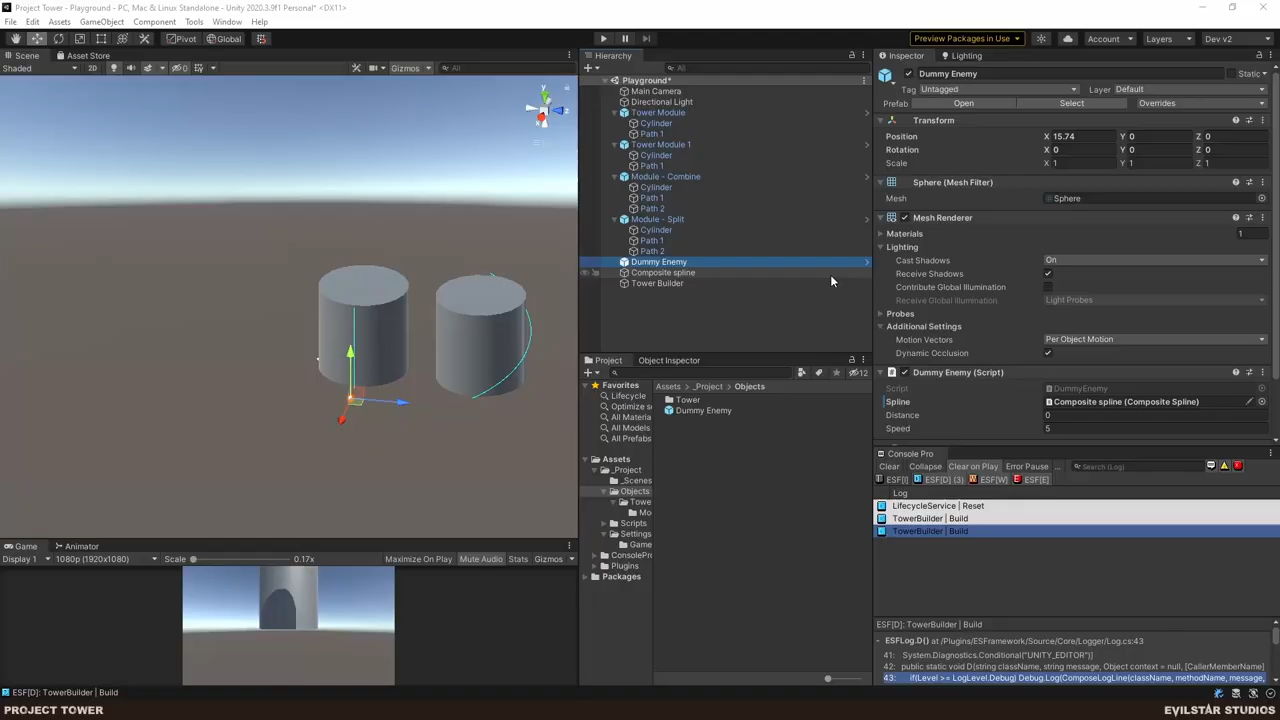 Project Tower - Playground - PC, Mac & Linux Standalone - Unity 2020.3.9f1 Personal* <DX11>
File Edit Assets GameObject Component Tools Window Help
Pivot Global Preview Packages in Use Account Layers Dev v2
Scene Asset Store
Shaded 2D 0 Gizmos All
y
z
x
Hierarchy
All
Playground*
Main Camera
Directional Light
Tower Module
Cylinder
Path 1
Tower Module 1
Cylinder
Path 1
Module - Combine
Cylinder
Path 1
Path 2
Module - Split
Cylinder
Path 1
Path 2
Dummy Enemy
Composite spline
Tower Builder
Inspector Lighting
Dummy Enemy Static
Tag Untagged Layer Default
Prefab Open Select Overrides
Transform
Position X 15.74 Y 0 Z 0
Rotation X 0 Y 0 Z 0
Scale X 1 Y 1 Z 1
Sphere (Mesh Filter)
Mesh Sphere
Mesh Renderer
Materials 1
Lighting
Cast Shadows On
Receive Shadows
Contribute Global Illumination
Receive Global Illumination Light Probes
Probes
Additional Settings
Motion Vectors Per Object Motion
Dynamic Occlusion
Dummy Enemy (Script)
Script DummyEnemy
Spline Composite spline (Composite Spline)
Distance 0
Speed 5
Project Object Inspector
12
Favorites
Lifecycle
Optimize s
All Materia
All Models
All Prefabs
Assets
_Project
_Scenes
Objects
Towe
Mo
Scripts
Settings
Game
ConsolePro
Plugins
Packages
Assets > _Project > Objects
Tower
Dummy Enemy
Console Pro
Clear Collapse Clear on Play Error Pause ... Search (Log)
ESF[I] ESF[D] (3) ESF[W] ESF[E]
Log
LifecycleService | Reset
TowerBuilder | Build
TowerBuilder | Build
ESF[D]: TowerBuilder | Build
ESFLog.D() at /Plugins/ESFramework/Source/Core/Logger/Log.cs:43
41: System.Diagnostics.Conditional("UNITY_EDITOR")]
42: public static void D(string className, string message, Object context = null, [CallerMemberName]
43: if(Level >= LogLevel.Debug) Debug.Log(ComposeLogLine(className, methodName, message,
Game Animator
Display 1 1080p (1920x1080) Scale 0.17x Maximize On Play Mute Audio Stats Gizmos
ESF[D]: TowerBuilder | Build
PROJECT TOWER
EVILSTAR STUDIOS